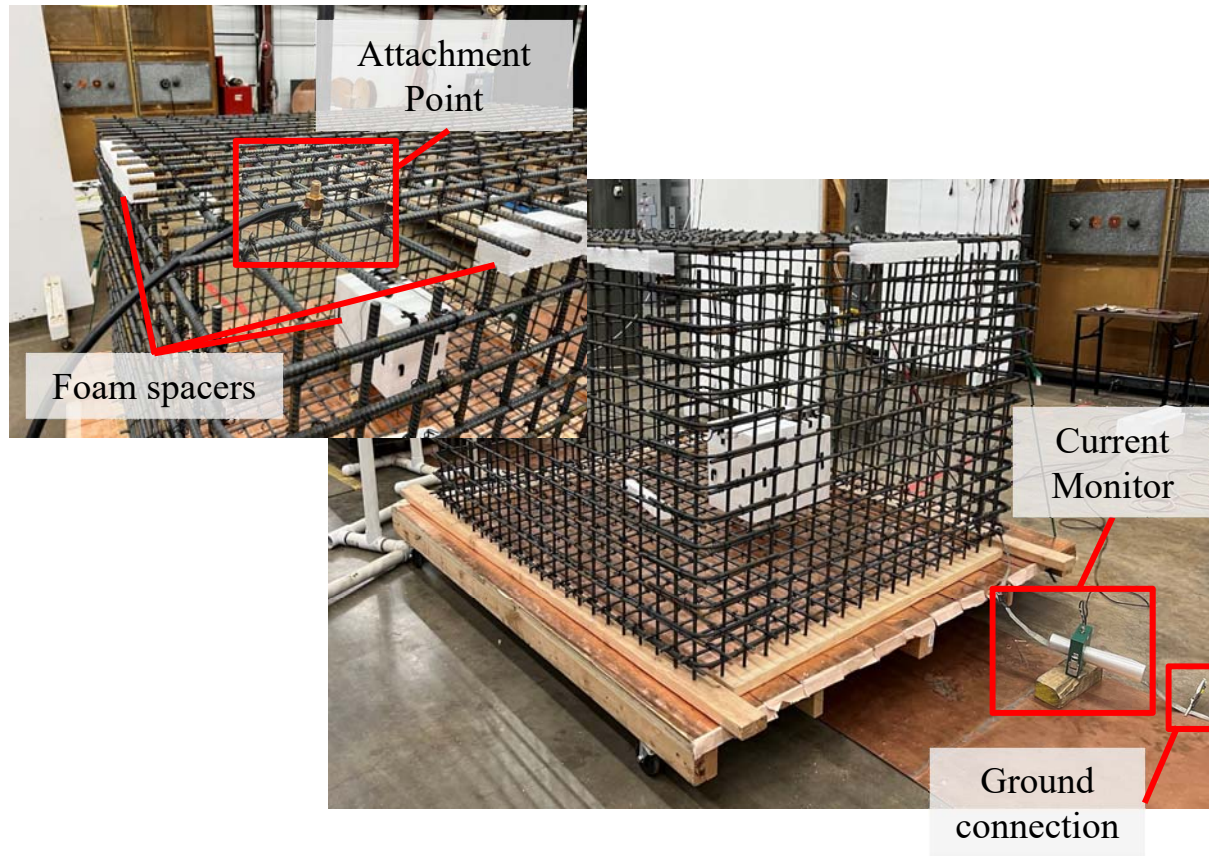 Attachment
Point
Foam spacers
Current
Monitor
Ground
connection